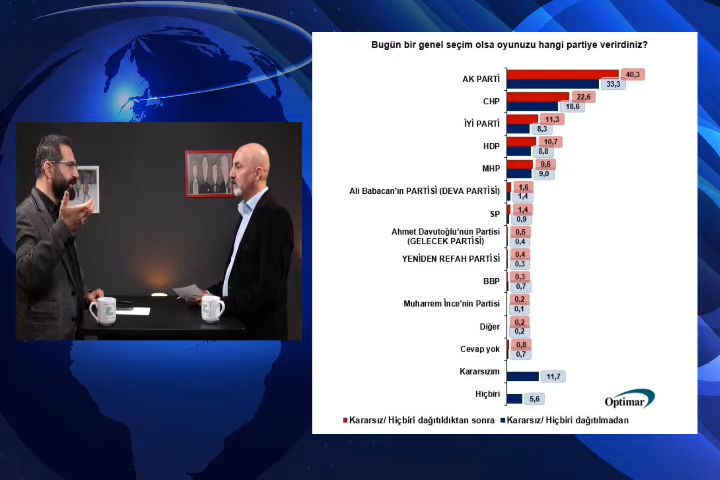 Bugün bir genel seçim olsa oyunuzu hangi partiye verirdiniz?
AK PARTİ
40,3
33,3
CHP
22,6
18,6
İYİ PARTİ
11,3
8,3
HDP
10,7
8,8
MHP
9,6
9,0
Ali Babacan'ın PARTİSİ (DEVA PARTİSİ)
1,6
1,4
SP
1,4
0,9
Ahmet Davutoğlu'nun Partisi
(GELECEK PARTİSİ)
0,5
0,4
YENİDEN REFAH PARTİSİ
0,4
0,3
BBP
0,3
0,7
Muharrem İnce'nin Partisi
0,2
0,1
Diğer
0,2
0,2
Cevap yok
0,8
0,7
Kararsızım
11,7
Hiçbiri
5,6
Optimar
Kararsız/ Hiçbiri dağıtıldıktan sonra
Kararsız/ Hiçbiri dağıtılmadan